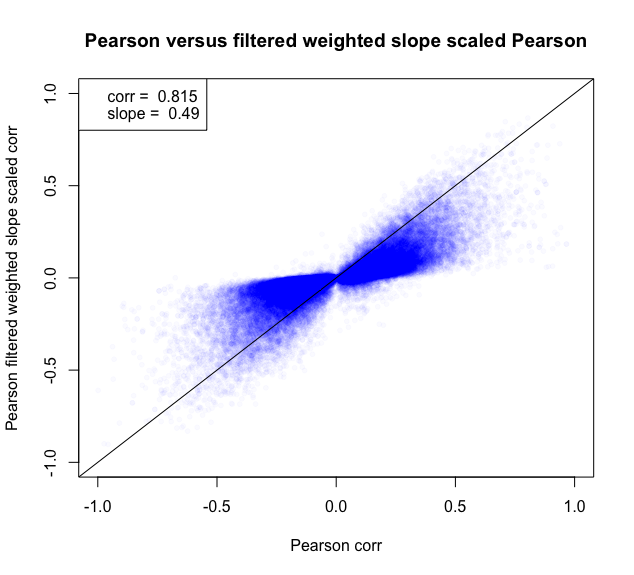 Pearson versus filtered weighted slope scaled Pearson
corr = 0.815
slope = 0.49
Pearson filtered weighted slope scaled corr
1.0
0.5
0.0
-0.5
-1.0
-1.0 -0.5 0.0 0.5 1.0
Pearson corr